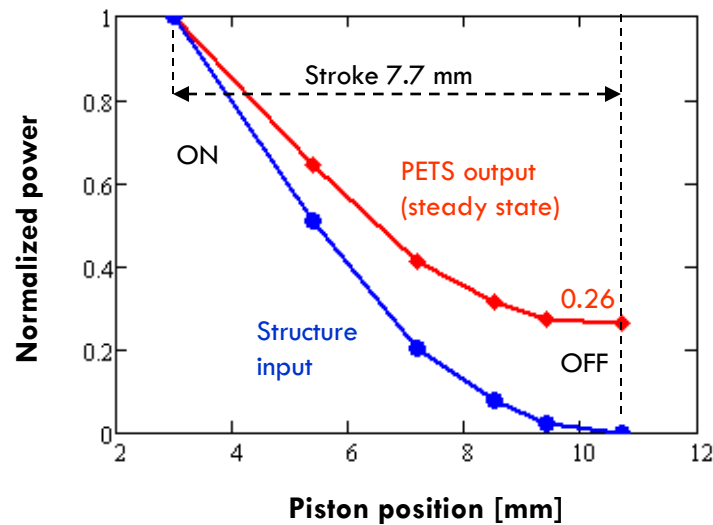 1
Stroke 7.7 mm
0.8
ON
PETS output
(steady state)
0.6
Normalized power
0.4
0.26
Structure
input
OFF
0.2
0
2
4
6
8
10
12
Piston position [mm]